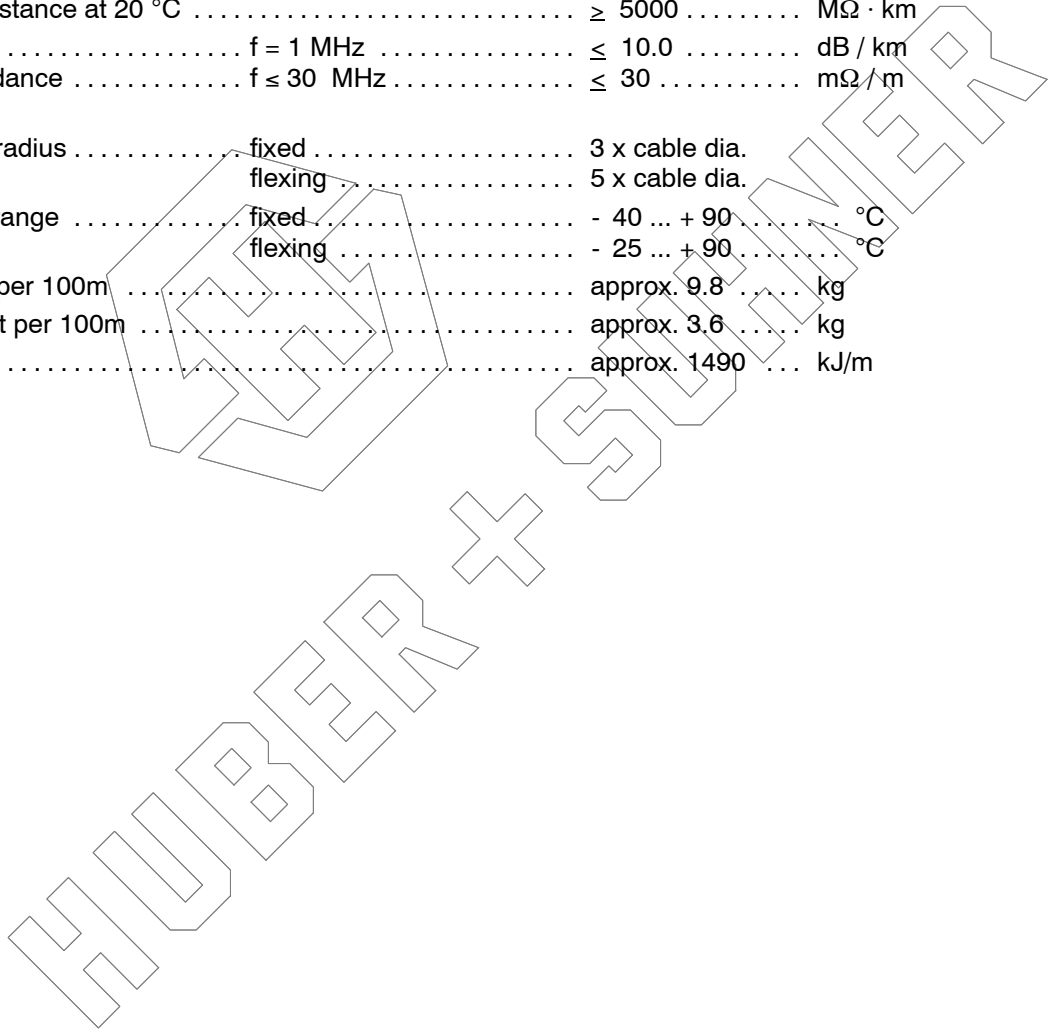 stance at 20 °C .............................. ≥ 5000 ......... MΩ · km
.................... f = 1 MHz ............... ≤ 10.0 ......... dB / km
dance ............. f ≤ 30 MHz .............. ≤ 30 ........... mΩ / m
radius ............. fixed .................... 3 x cable dia.
flexing .................. 5 x cable dia.
ange ............. fixed .................... - 40 ... + 90 ........ °C
flexing .................. - 25 ... + 90 ........ °C
per 100m .................................. approx. 9.8 ..... kg
t per 100m ................................. approx. 3.6 ..... kg
........................................... approx. 1490 ... kJ/m
HUBER + SUHNER